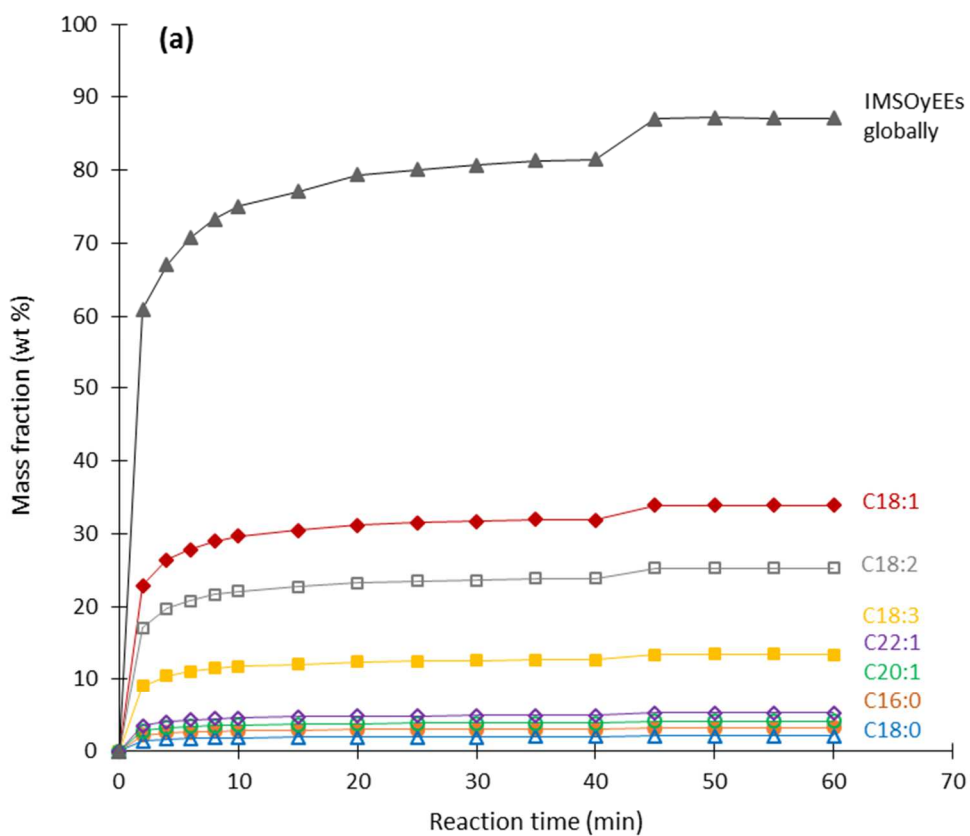 (a)
100
90
80
70
60
50
40
30
20
10
0
Mass fraction (wt %)
IMSOyEEs
globally
C18:1
C18:2
C18:3
C22:1
C20:1
C16:0
C18:0
0 10 20 30 40 50 60 70
Reaction time (min)